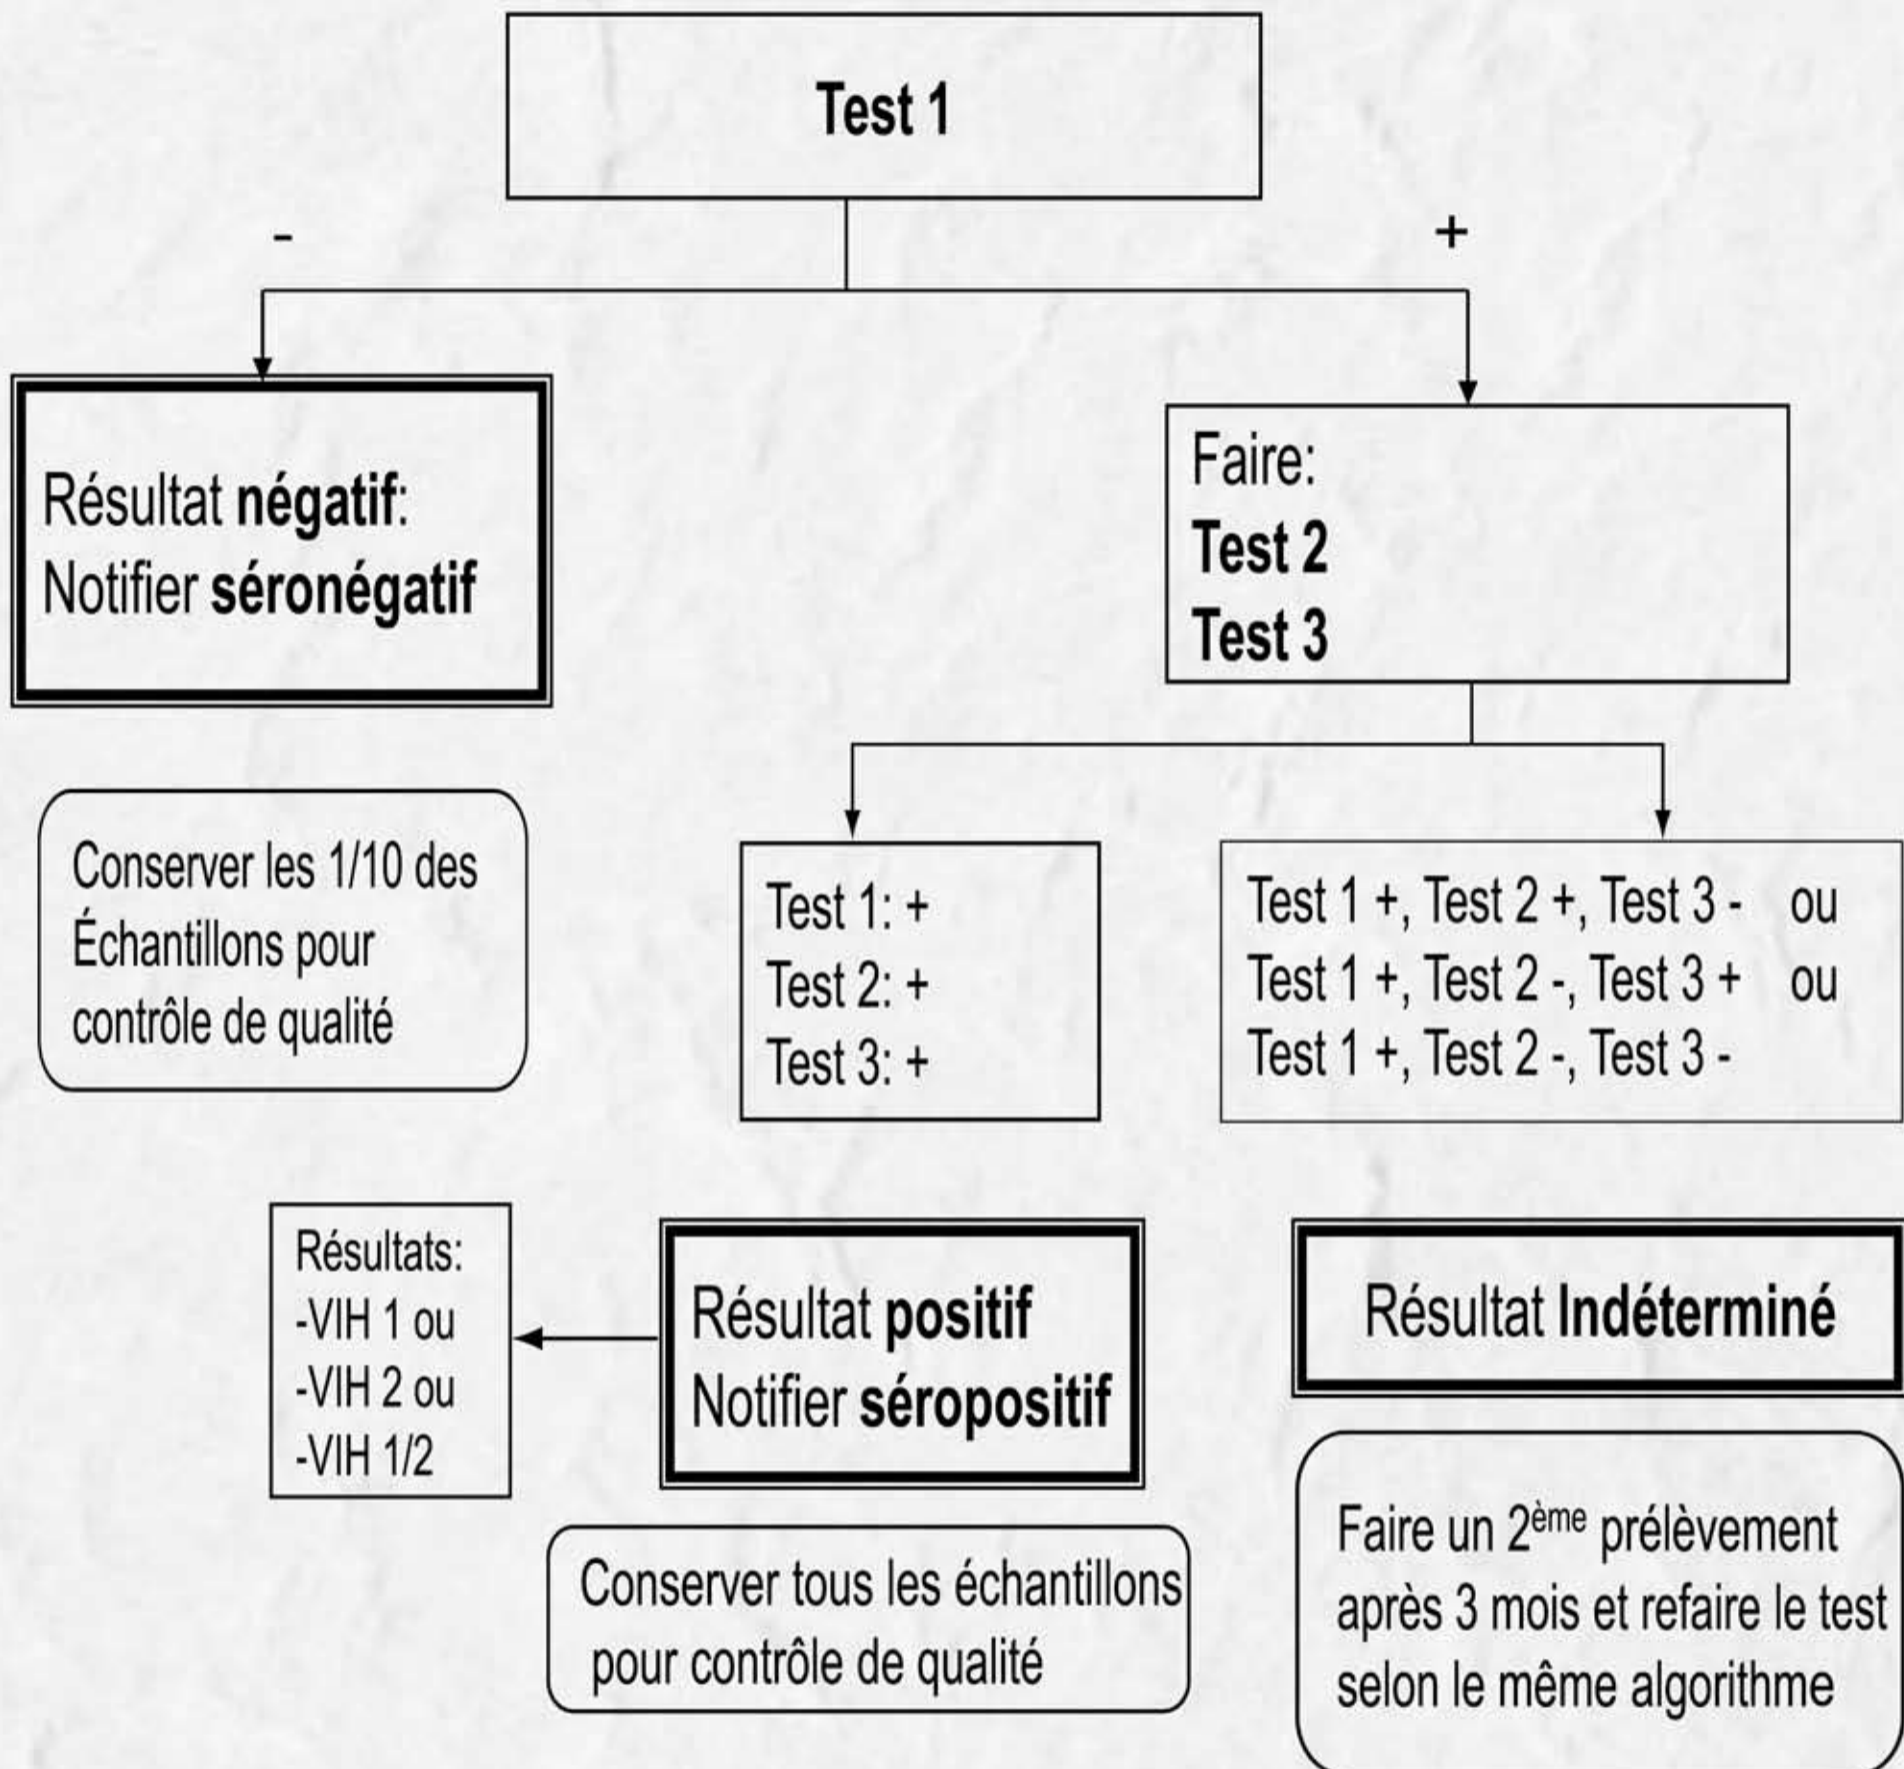 Test 1
-
+
Résultat négatif:
Notifier séronégatif
Faire:
Test 2
Test 3
Conserver les 1/10 des
Échantillons pour
contrôle de qualité
Test 1: +
Test 2: +
Test 3: +
Test 1 +, Test 2 +, Test 3 - ou
Test 1 +, Test 2 -, Test 3 + ou
Test 1 +, Test 2 -, Test 3 -
Résultats:
-VIH 1 ou
-VIH 2 ou
-VIH 1/2
Résultat positif
Notifier séropositif
Résultat Indéterminé
Conserver tous les échantillons
pour contrôle de qualité
Faire un 2ème prélèvement
après 3 mois et refaire le test
selon le même algorithme